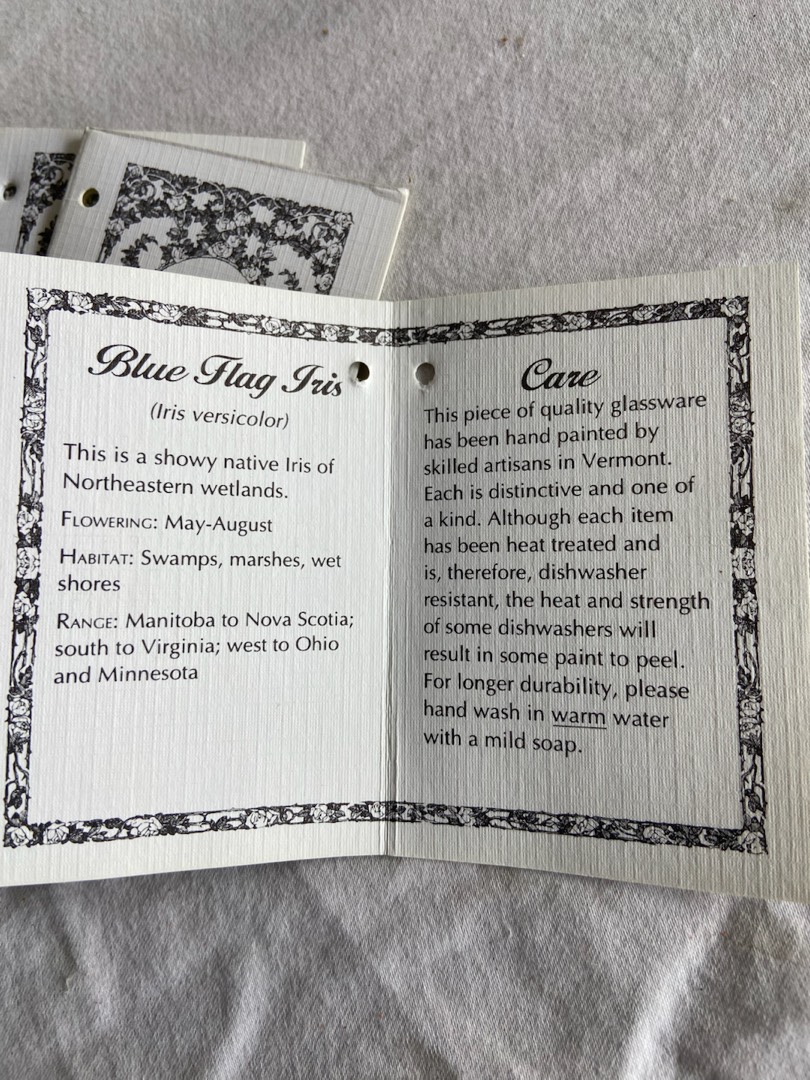 Blue Flag Iris
(Iris versicolor)
This is a showy native Iris of
Northeastern wetlands.
FLOWERING: May-August
HABITAT: Swamps, marshes, wet
shores
RANGE: Manitoba to Nova Scotia;
south to Virginia; west to Ohio
and Minnesota
Care
This piece of quality glassware
has been hand painted by
skilled artisans in Vermont.
Each is distinctive and one of
a kind. Although each item
has been heat treated and
is, therefore, dishwasher
resistant, the heat and strength
of some dishwashers will
result in some paint to peel.
For longer durability, please
hand wash in warm water
with a mild soap.